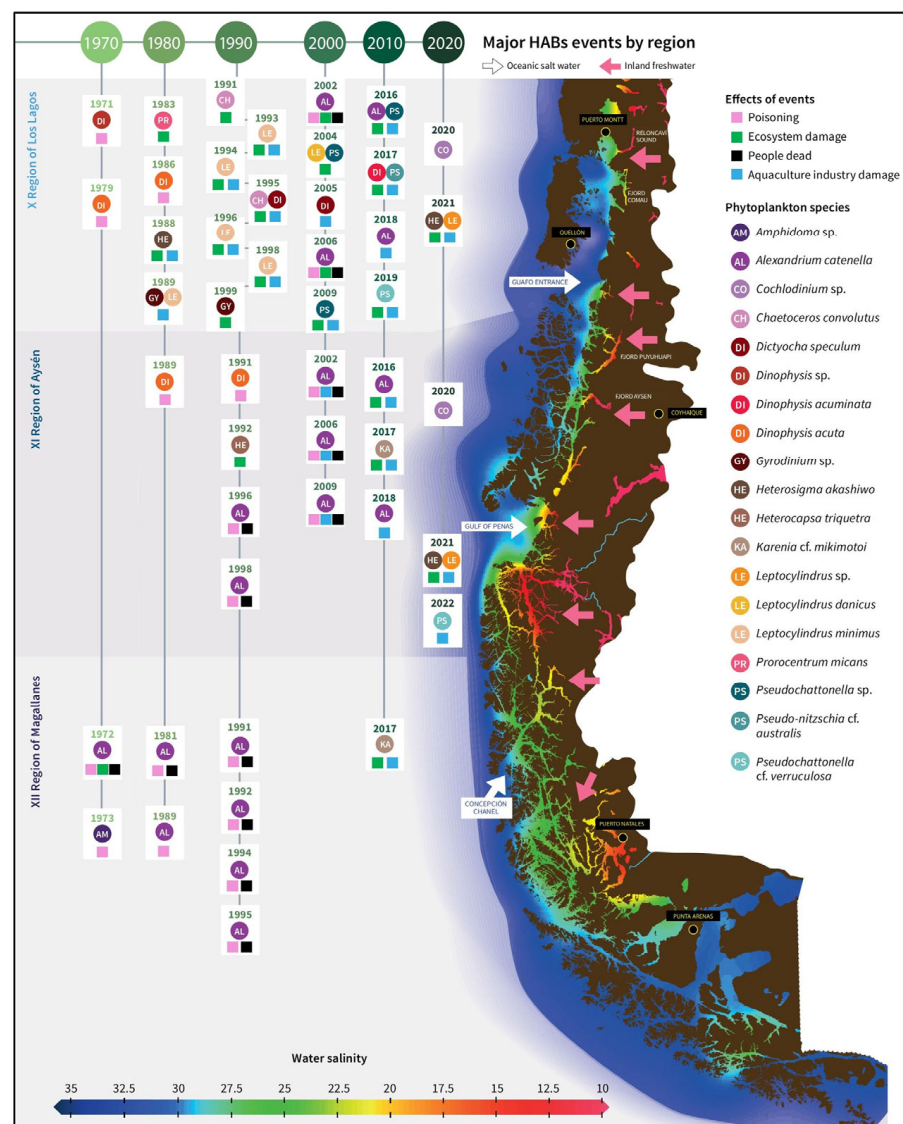 1970 1980 1990 2000 2010 2020
Major HABs events by region
Oceanic salt water Inland freshwater
X Region of Los Lagos
1971
DI
1979
DI
1983
PR
1986
DI
1988
HE
1989
GY LE
1991
CH
1993
LE
1994
LE
1995
CH DI
1996
LE
1998
LE
1999
GY
2002
AL
2004
LE PS
2005
DI
2006
AL
2009
PS
2016
AL PS
2017
DI PS
2018
AL
2019
PS
2020
CO
2021
HE LE
XI Region of Aysén
1989
DI
1991
DI
1992
HE
1996
AL
1998
AL
2002
AL
2006
AL
2009
AL
2016
AL
2017
KA
2018
AL
2020
CO
2021
HE LE
2022
PS
XII Region of Magallanes
1972
AL
1973
AM
1981
AL
1989
AL
1991
AL
1992
AL
1994
AL
1995
AL
2017
KA
PUERTO MONTT
RELONCAVÍ
SOUND
FJORD
COMAU
QUELLÓN
GUAFO ENTRANCE
FJORD PUYUHUAPI
FJORD AYSEN
COYHAIQUE
GULF OF PENAS
CONCEPCIÓN
CHANEL
PUERTO NATALES
PUNTA ARENAS
Effects of events
Poisoning
Ecosystem damage
People dead
Aquaculture industry damage
Phytoplankton species
AM Amphidoma sp.
AL Alexandrium catenella
CO Cochlodinium sp.
CH Chaetoceros convolutus
DI Dictyocha speculum
DI Dinophysis sp.
DI Dinophysis acuminata
DI Dinophysis acuta
GY Gyrodinium sp.
HE Heterosigma akashiwo
HE Heterocapsa triquetra
KA Karenia cf. mikimotoi
LE Leptocylindrus sp.
LE Leptocylindrus danicus
LE Leptocylindrus minimus
PR Prorocentrum micans
PS Pseudochattonella sp.
PS Pseudo-nitzschia cf.
australis
PS Pseudochattonella
cf. verruculosa
Water salinity
35 32.5 30 27.5 25 22.5 20 17.5 15 12.5 10